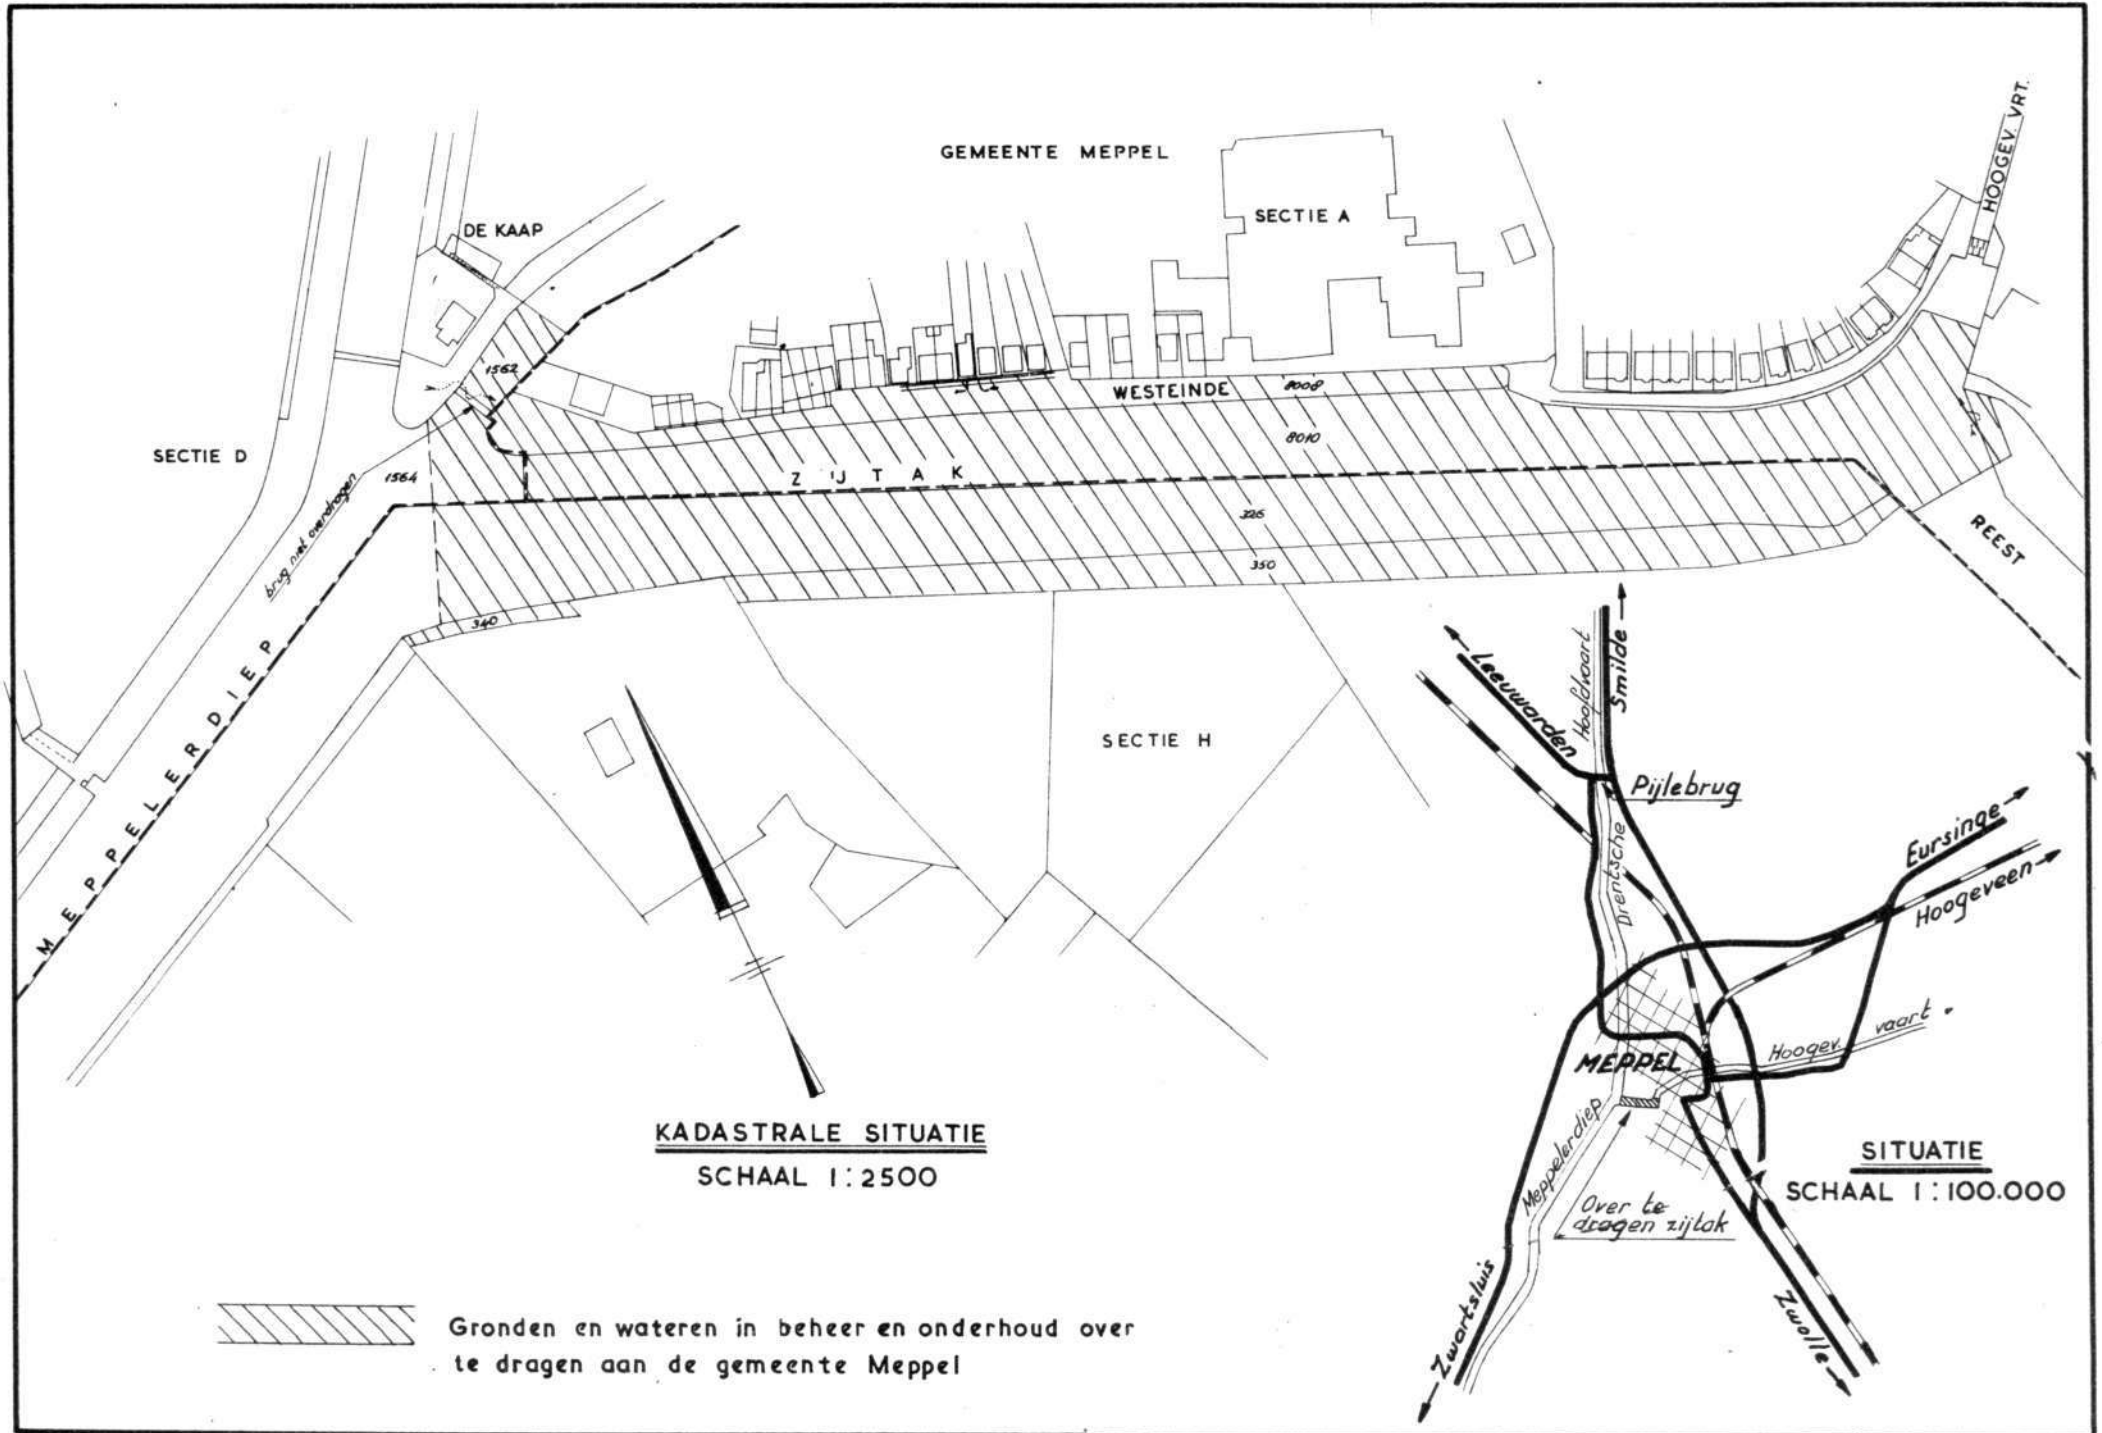 GEMEENTE MEPPEL
HOOGEV. VRT.
DE KAAP
SECTIE A
1562
WESTEINDE
8008
8010
SECTIE D
1564
ZIJTAK
brug niet overdragen
326
350
REEST
340
MEPPELERDIEP
SECTIE H
Leeuwarden
Hoofdvaart
Smilde
Pijlebrug
Drentsche
Eursinge
Hoogeveen
MEPPEL
Hoogev. vaart
Meppelerdiep
Over te
dragen zijtak
Zwartsluis
Zwolle
KADASTRALE SITUATIE
SCHAAL 1:2500
SITUATIE
SCHAAL 1:100.000
Gronden en wateren in beheer en onderhoud over
te dragen aan de gemeente Meppel